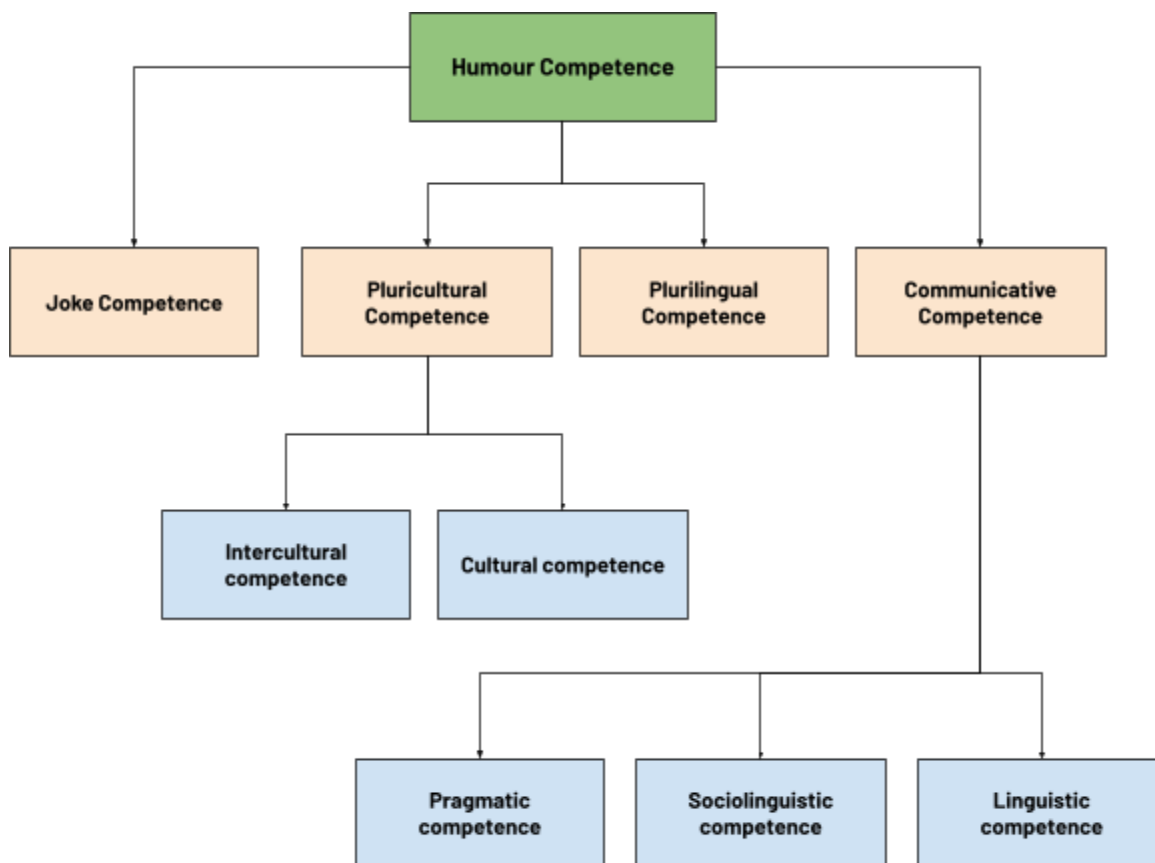 Humour Competence
Joke Competence
Pluricultural
Competence
Plurilingual
Competence
Communicative
Competence
Intercultural
competence
Cultural competence
Pragmatic
competence
Sociolinguistic
competence
Linguistic
competence